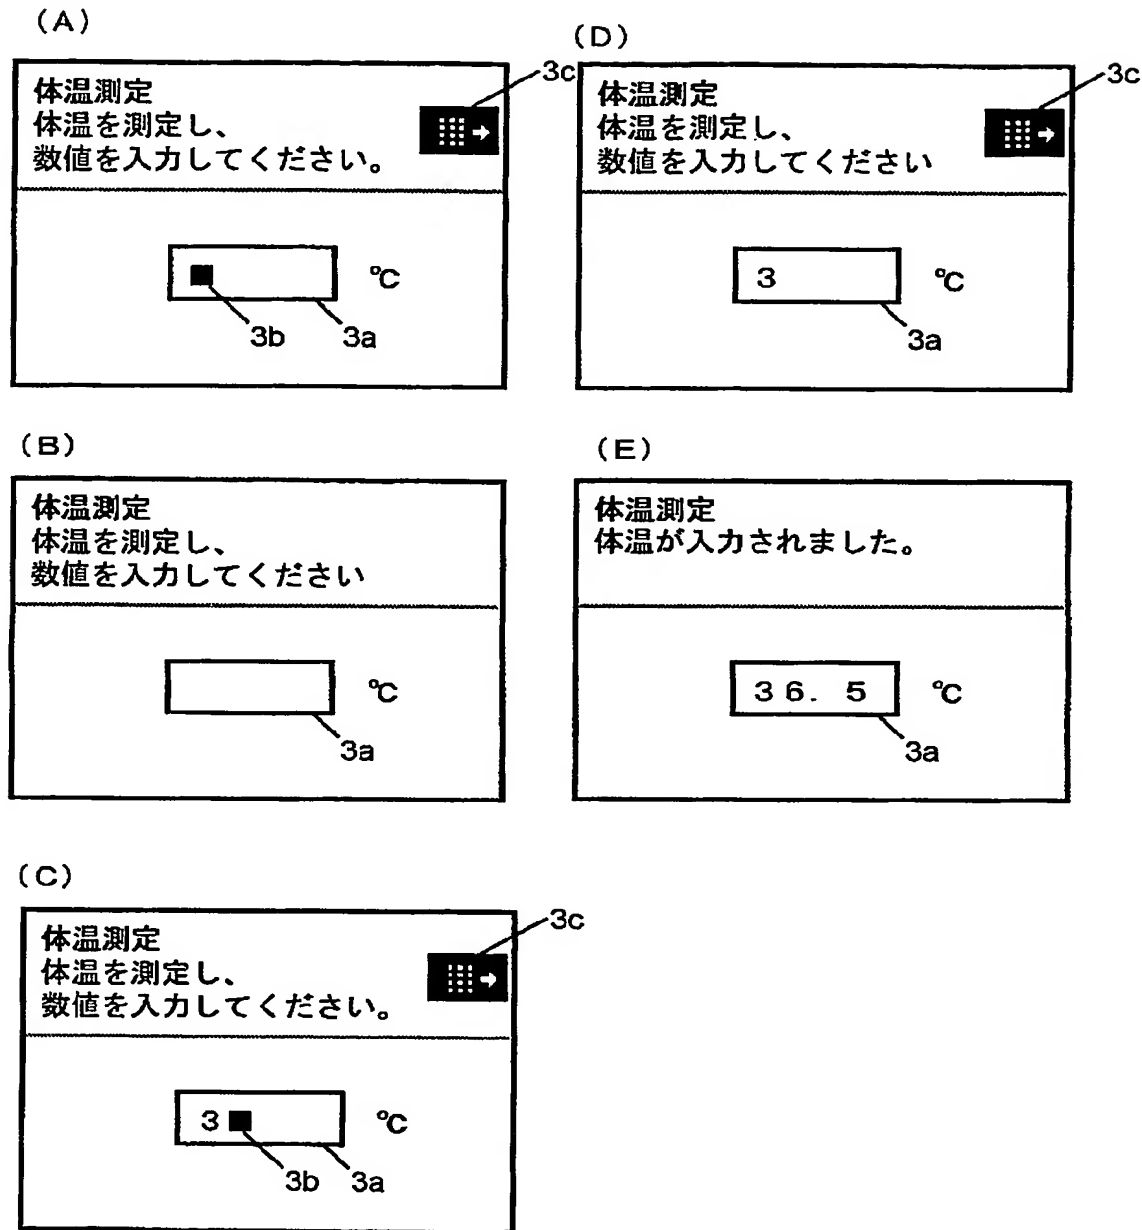 (A)
体温測定
体温を測定し、
数値を入力してください。
3c
℃
3b
3a
(B)
体温測定
体温を測定し、
数値を入力してください
℃
3a
(C)
体温測定
体温を測定し、
数値を入力してください。
3c
3
℃
3b
3a
(D)
体温測定
体温を測定し、
数値を入力してください
3c
3
℃
3a
(E)
体温測定
体温が入力されました。
36. 5
℃
3a